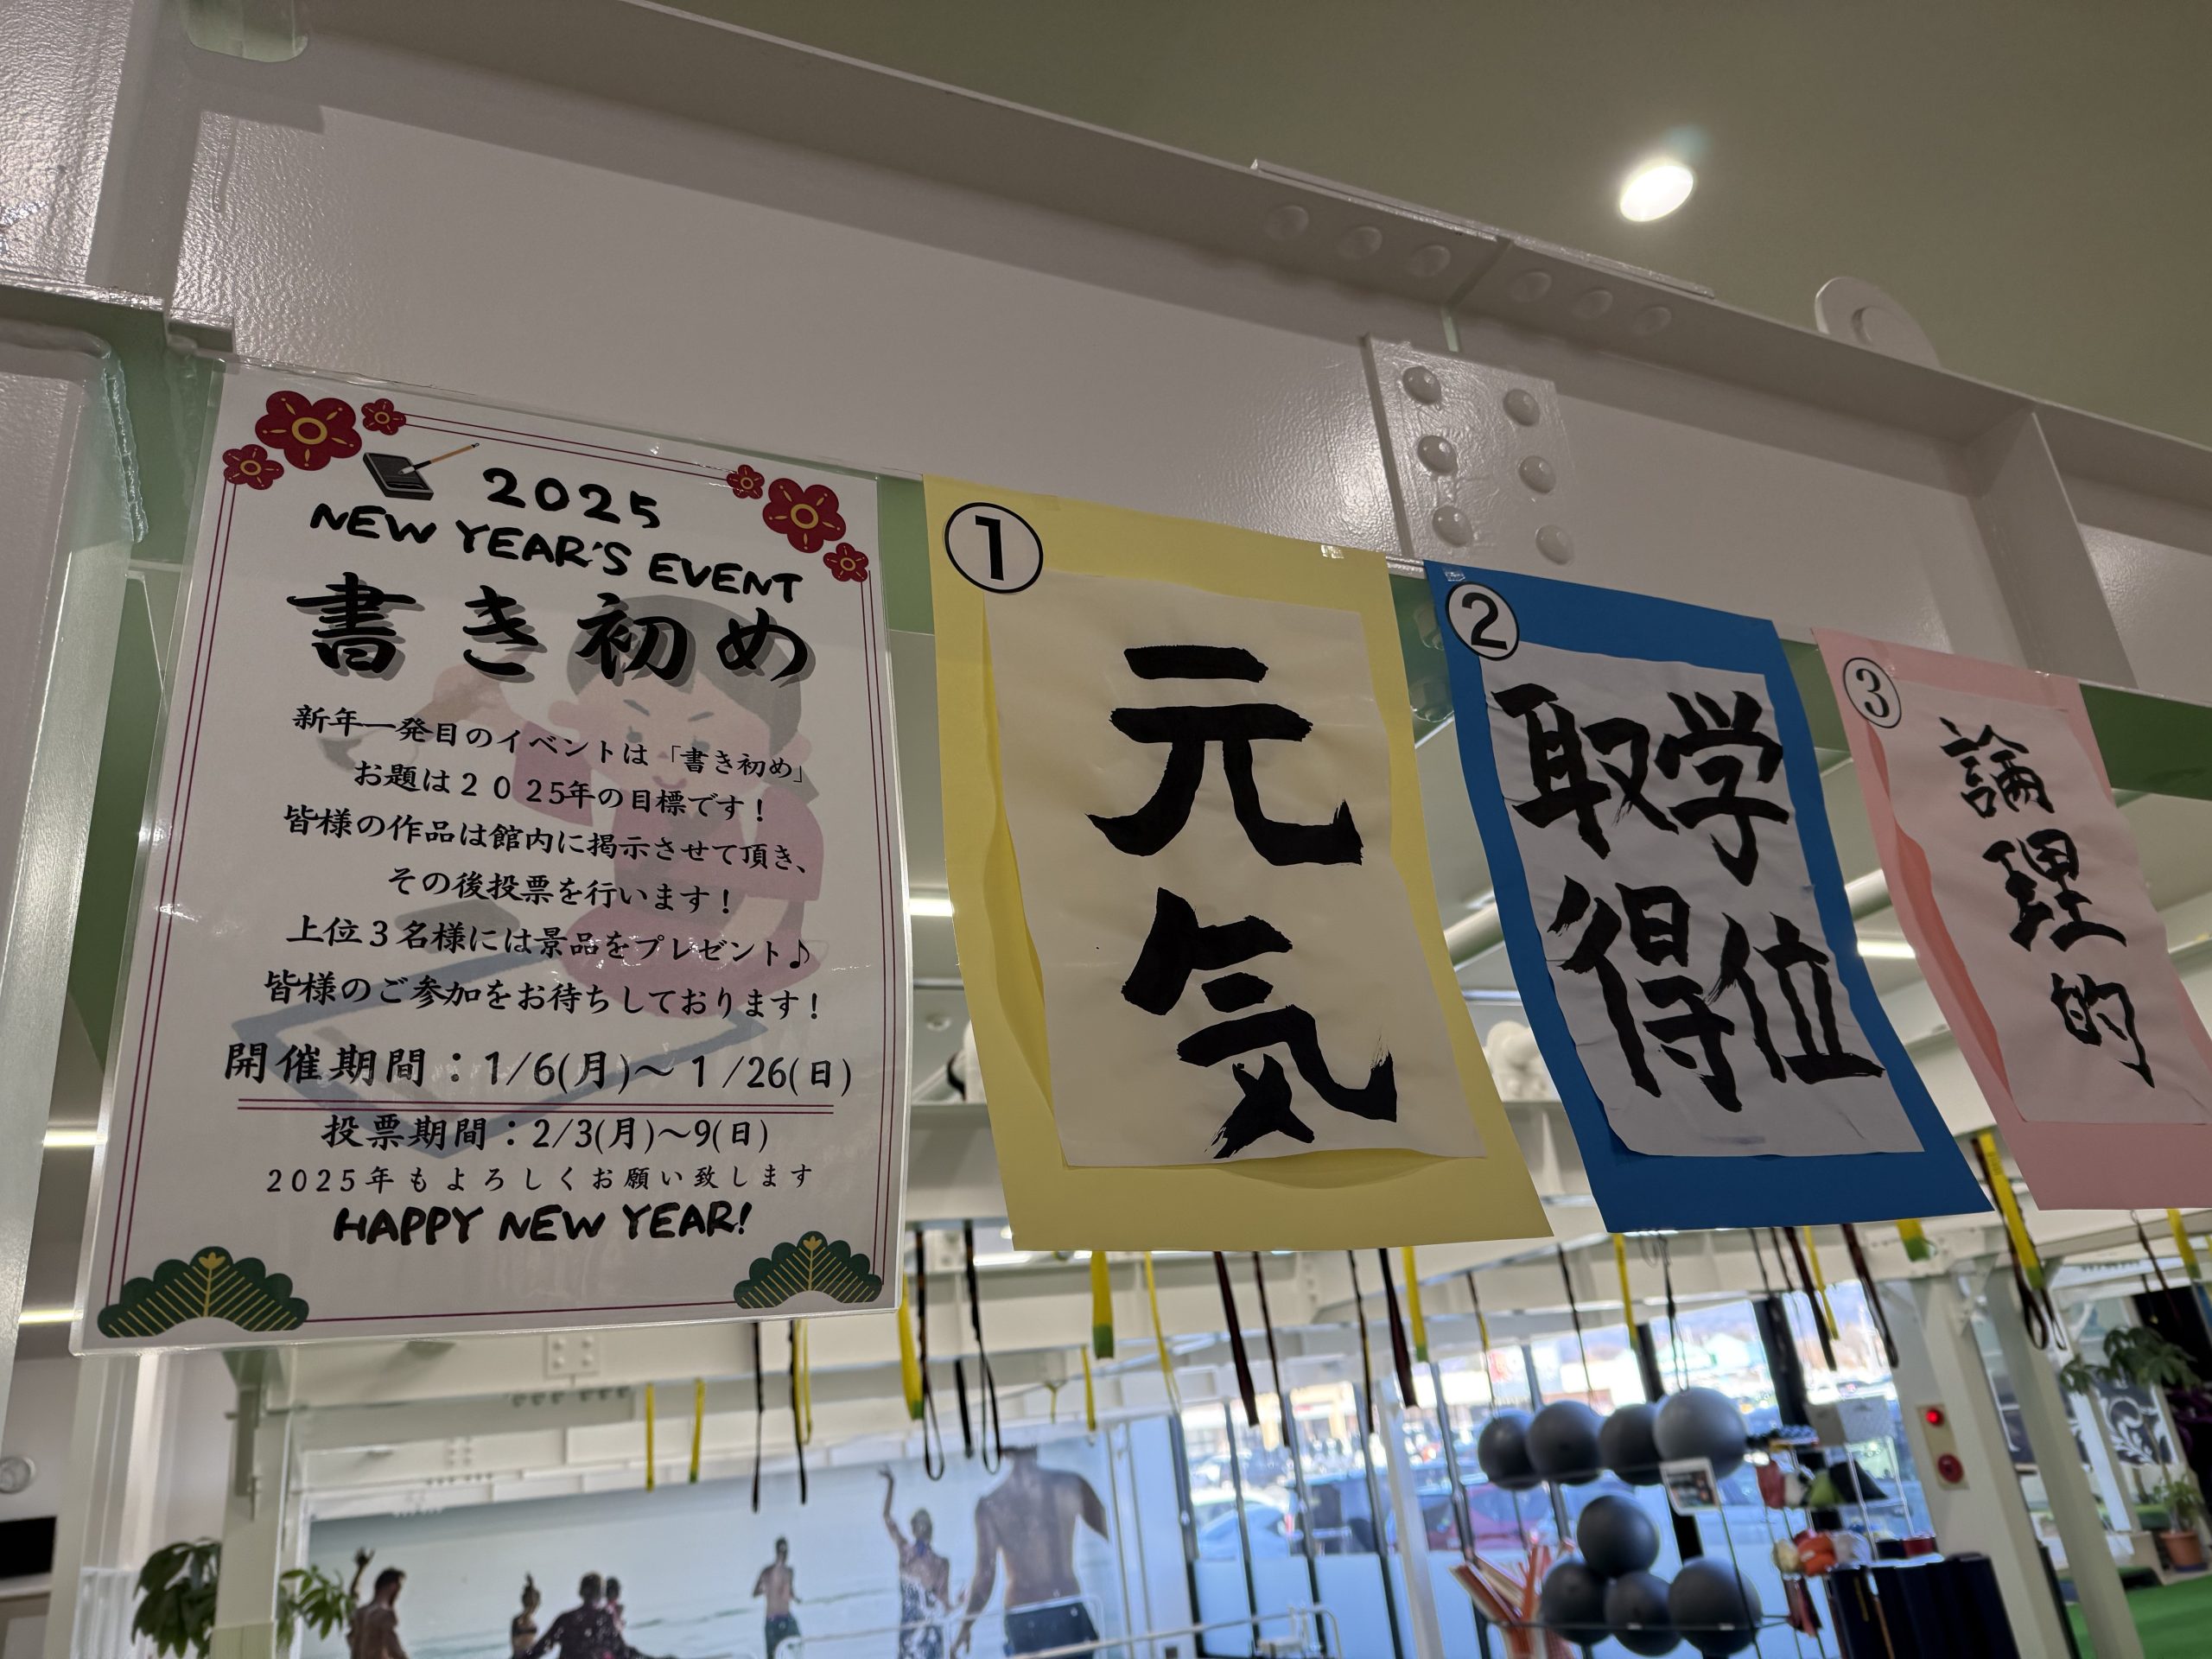 2025
NEW YEAR'S EVENT
書き初め
新年一発目のイベントは「書き初め」
お題は2025年の目標です！
皆様の作品は館内に掲示させて頂き、
その後投票を行います！
上位3名様には景品をプレゼント♪
皆様のご参加をお待ちしております！
開催期間：1/6(月)～1/26(日)
投票期間：2/3(月)～9(日)
2025年もよろしくお願い致します
HAPPY NEW YEAR!
①
元気
②
学位
取得
③
論理的